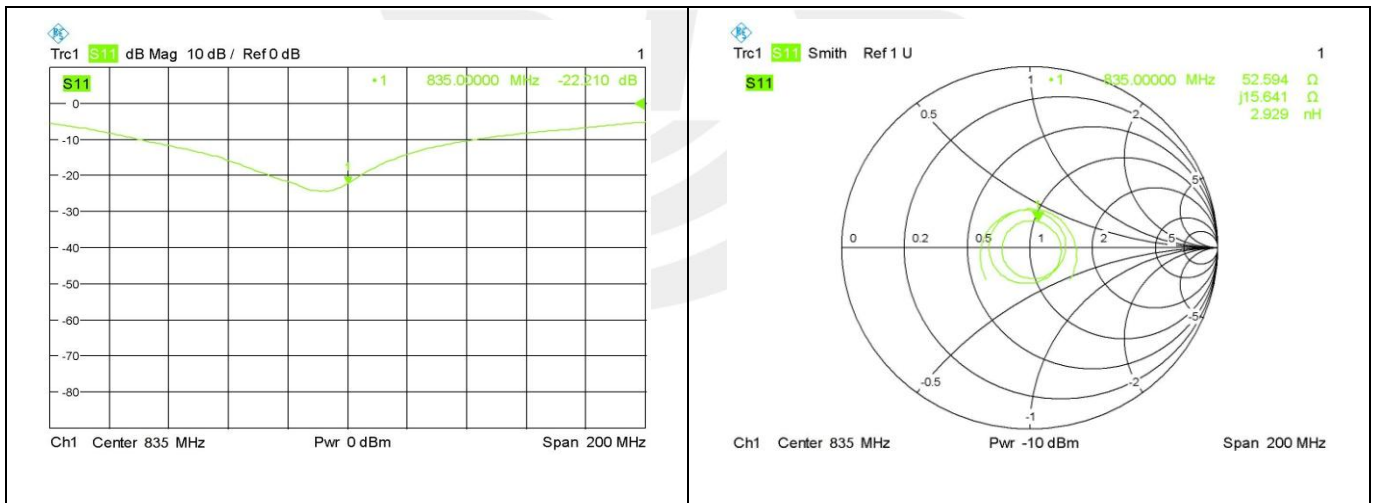 Trc1 S11 dB Mag 10 dB / Ref 0 dB 1
S11 •1 835.00000 MHz -22.210 dB
0
-10
1
-20
-30
-40
-50
-60
-70
-80
Ch1 Center 835 MHz Pwr 0 dBm Span 200 MHz
Trc1 S11 Smith Ref 1 U 1
S11 1 •1 835.00000 MHz 52.594 Ω
j15.641 Ω
0.5 2 2.929 nH
5
0 0.2 0.5 1 2 5
-5
-0.5 -2
-1
Ch1 Center 835 MHz Pwr -10 dBm Span 200 MHz